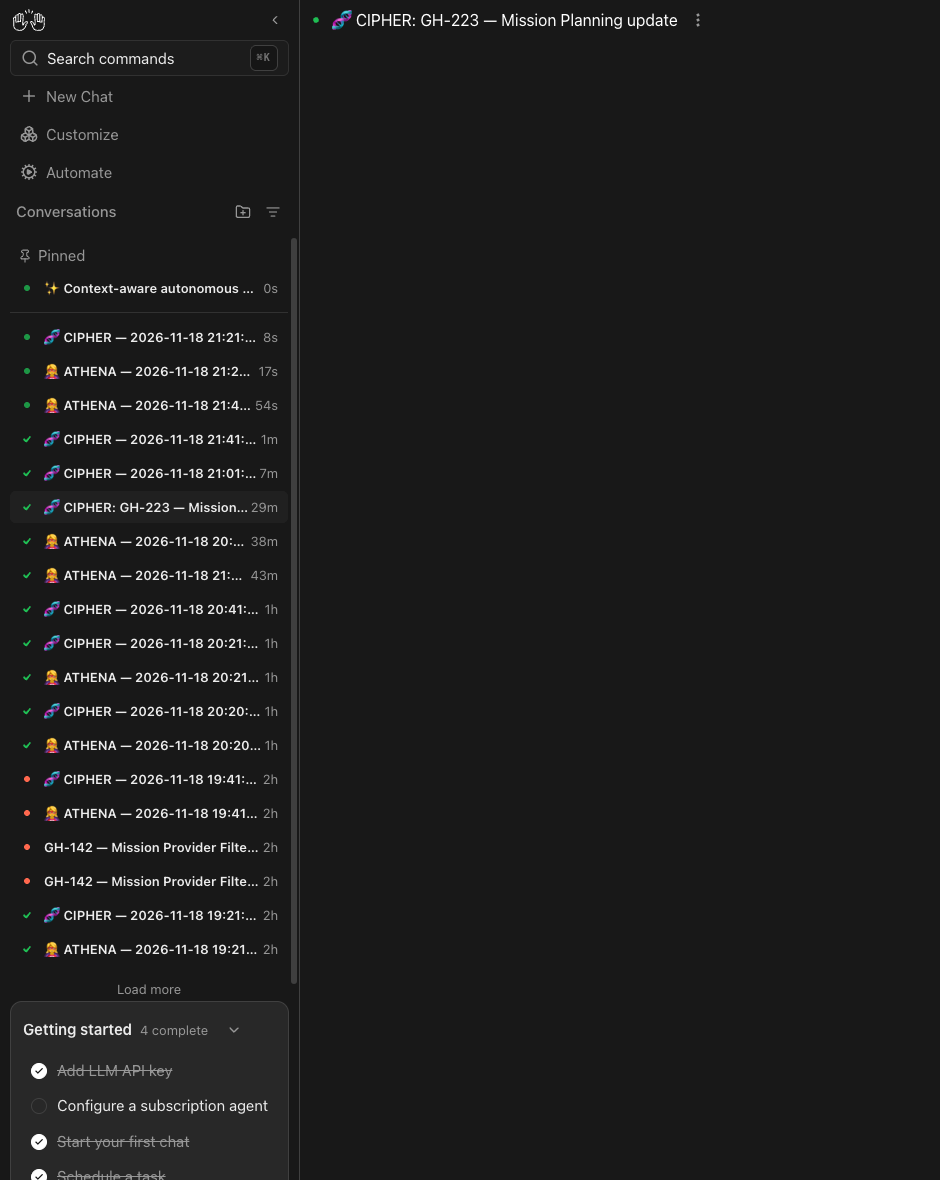 CIPHER: GH-223 — Mission Planning update
Search commands
⌘K
New Chat
Customize
Automate
Conversations
Pinned
Context-aware autonomous ... 0s
CIPHER — 2026-11-18 21:21:... 8s
ATHENA — 2026-11-18 21:2... 17s
ATHENA — 2026-11-18 21:4... 54s
CIPHER — 2026-11-18 21:41:... 1m
CIPHER — 2026-11-18 21:01:... 7m
CIPHER: GH-223 — Mission... 29m
ATHENA — 2026-11-18 20:... 38m
ATHENA — 2026-11-18 21:... 43m
CIPHER — 2026-11-18 20:41:... 1h
CIPHER — 2026-11-18 20:21:... 1h
ATHENA — 2026-11-18 20:21... 1h
CIPHER — 2026-11-18 20:20:... 1h
ATHENA — 2026-11-18 20:20... 1h
CIPHER — 2026-11-18 19:41:... 2h
ATHENA — 2026-11-18 19:41... 2h
GH-142 — Mission Provider Filte... 2h
GH-142 — Mission Provider Filte... 2h
CIPHER — 2026-11-18 19:21:... 2h
ATHENA — 2026-11-18 19:21... 2h
Load more
Getting started 4 complete
Add LLM API key
Configure a subscription agent
Start your first chat
Schedule a task